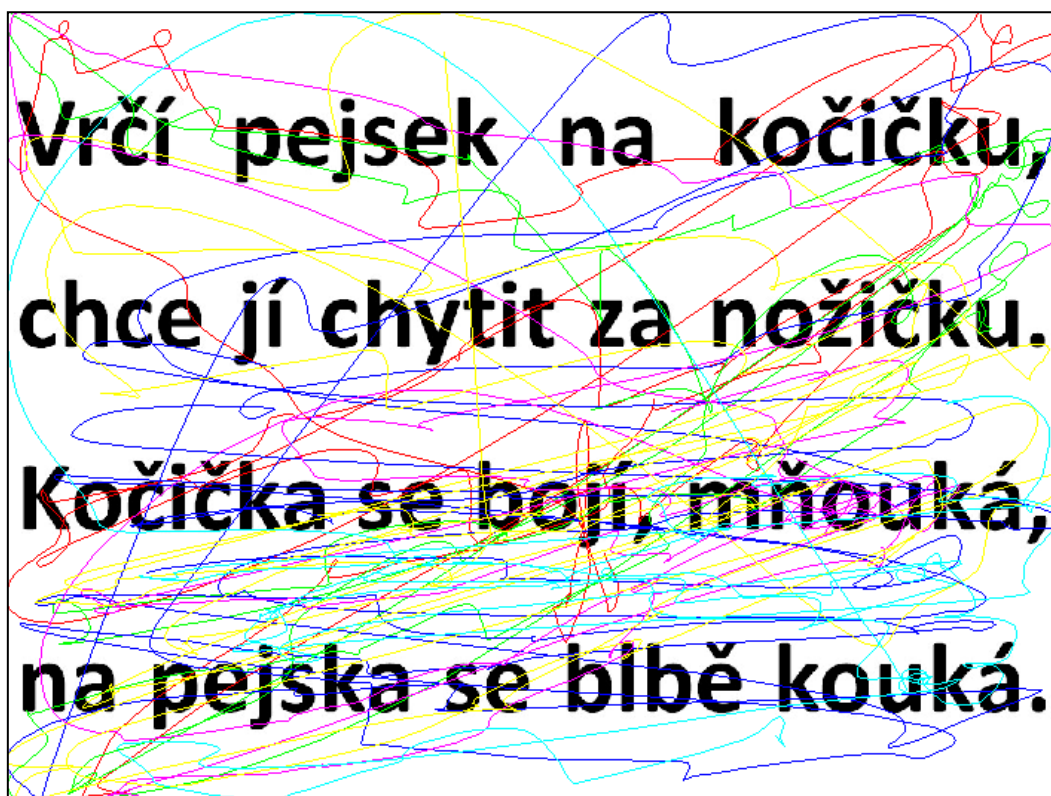 Vrčí pejsek na kočičku,
chce jí chytit za nožičku.
Kočička se bojí, mňouká,
na pejska se blbě kouká.